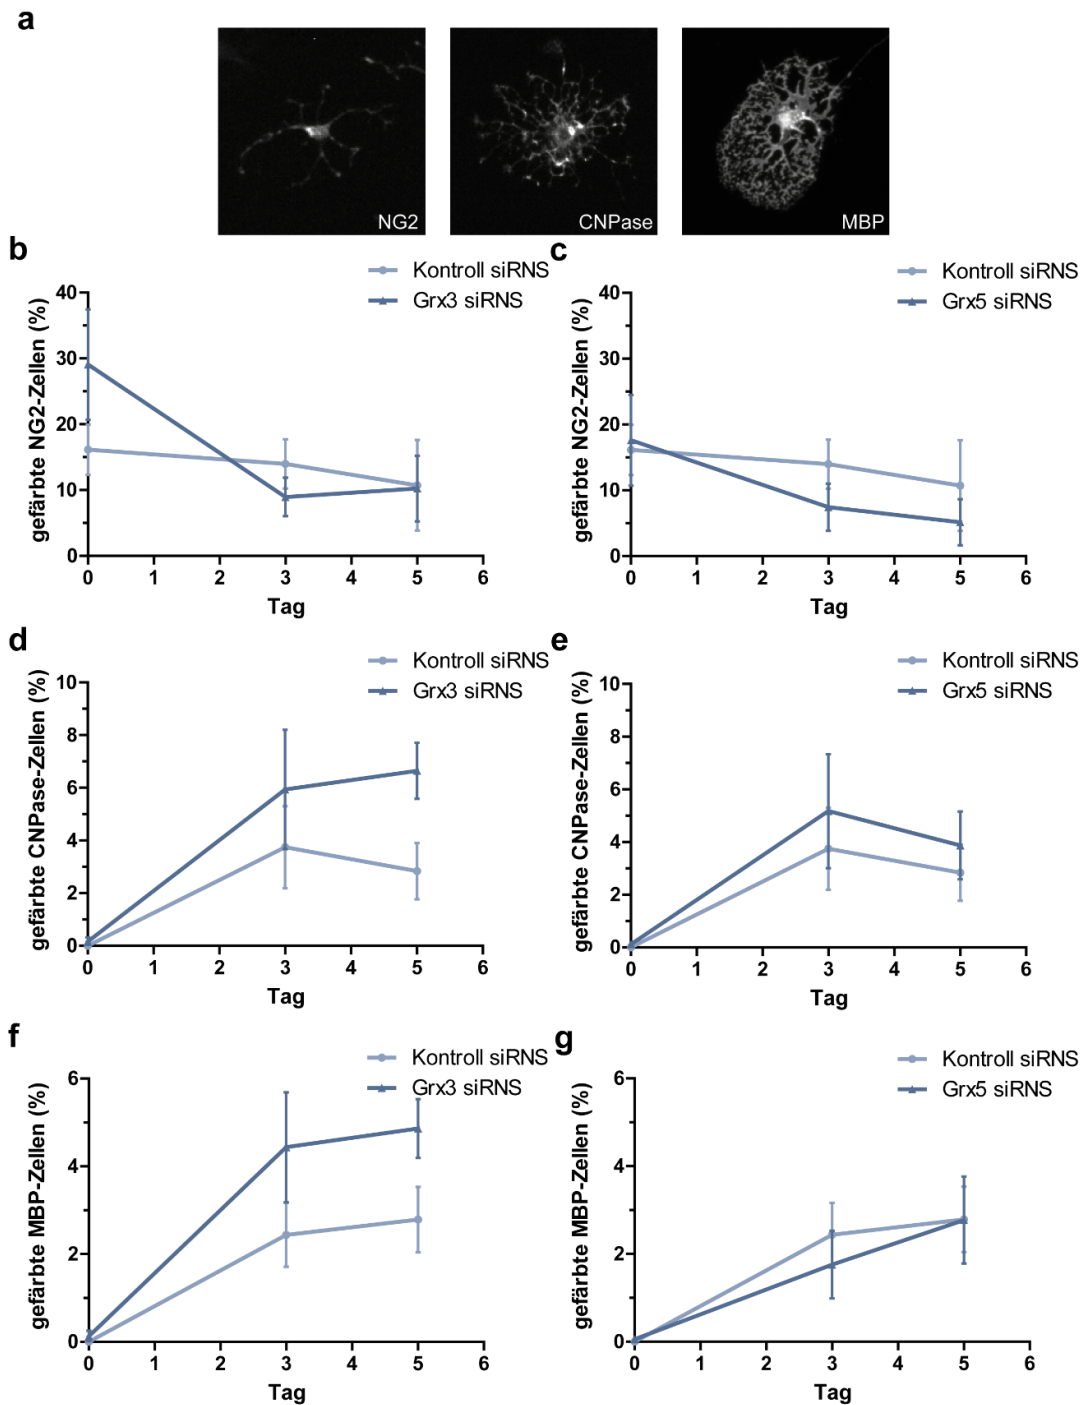 a
NG2
CNPase
MBP
b
Kontroll siRNS
Grx3 siRNS
gefärbte NG2-Zellen (%)
40
30
20
10
0
0 1 2 3 4 5 6
Tag
c
Kontroll siRNS
Grx5 siRNS
gefärbte NG2-Zellen (%)
40
30
20
10
0
0 1 2 3 4 5 6
Tag
d
Kontroll siRNS
Grx3 siRNS
gefärbte CNPase-Zellen (%)
10
8
6
4
2
0
0 1 2 3 4 5 6
Tag
e
Kontroll siRNS
Grx5 siRNS
gefärbte CNPase-Zellen (%)
10
8
6
4
2
0
0 1 2 3 4 5 6
Tag
f
Kontroll siRNS
Grx3 siRNS
gefärbte MBP-Zellen (%)
6
4
2
0
0 1 2 3 4 5 6
Tag
g
Kontroll siRNS
Grx5 siRNS
gefärbte MBP-Zellen (%)
6
4
2
0
0 1 2 3 4 5 6
Tag